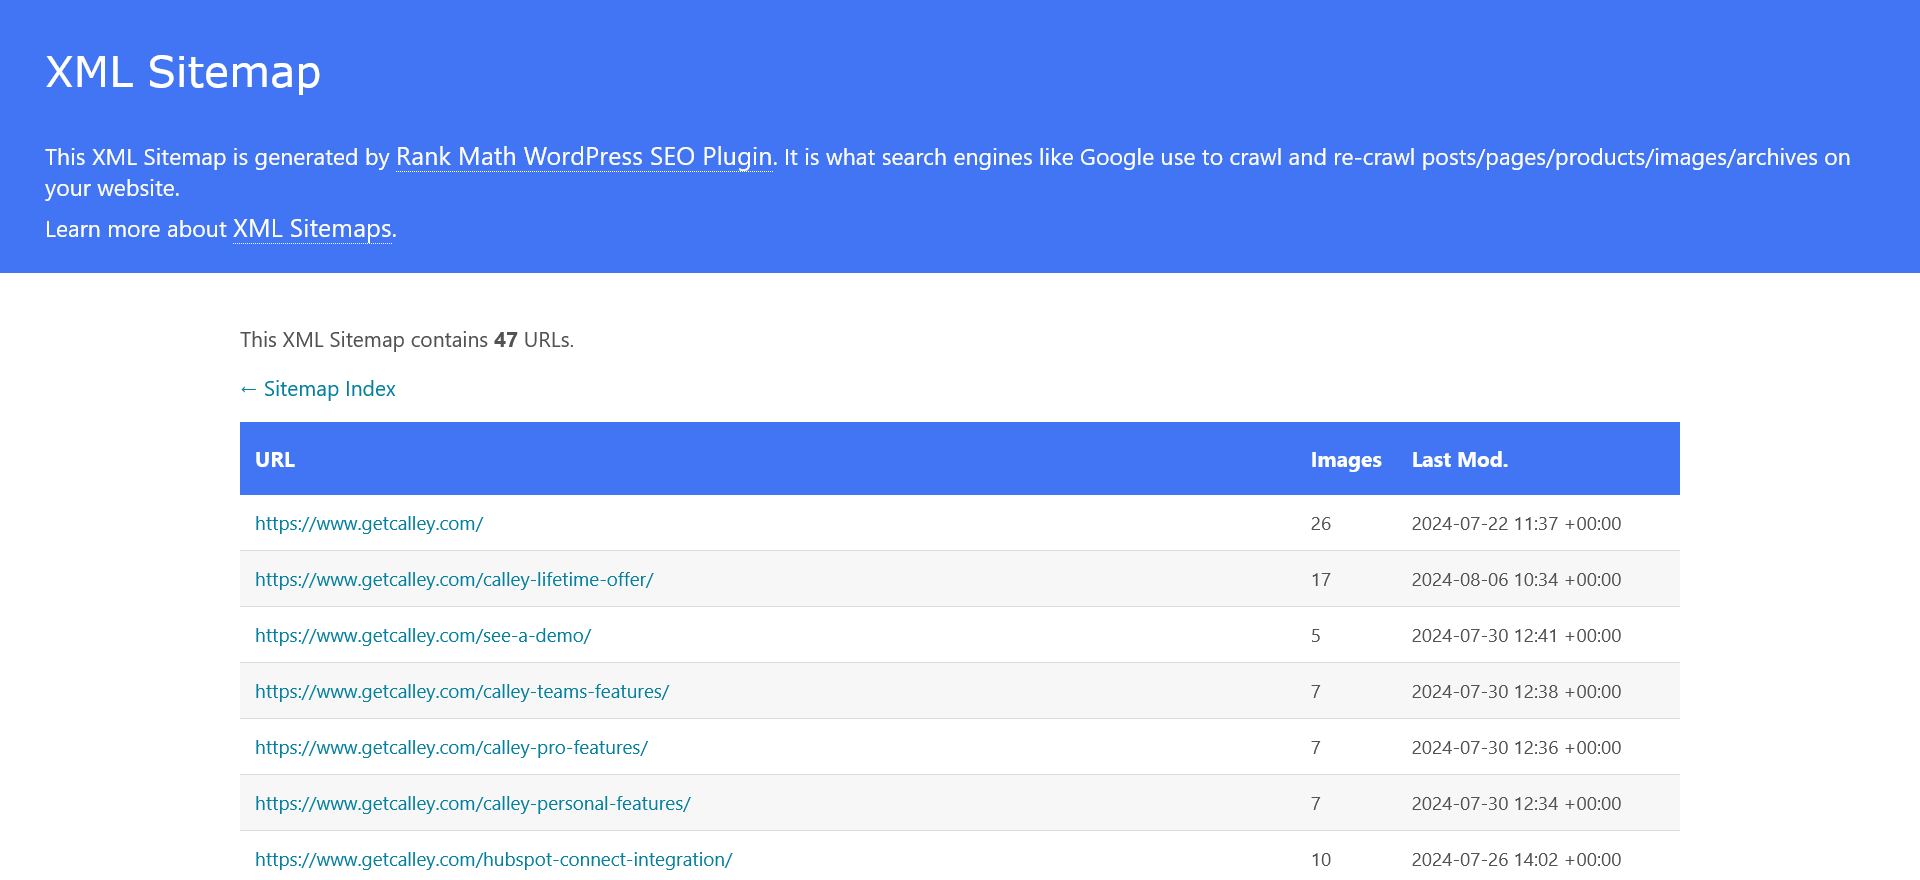 XML Sitemap
This XML Sitemap is generated by Rank Math WordPress SEO Plugin. It is what search engines like Google use to crawl and re-crawl posts/pages/products/images/archives on
your website.
Learn more about XML Sitemaps.
This XML Sitemap contains 47 URLs.
← Sitemap Index
URL Images Last Mod.
https://www.getcalley.com/ 26 2024-07-22 11:37 +00:00
https://www.getcalley.com/calley-lifetime-offer/ 17 2024-08-06 10:34 +00:00
https://www.getcalley.com/see-a-demo/ 5 2024-07-30 12:41 +00:00
https://www.getcalley.com/calley-teams-features/ 7 2024-07-30 12:38 +00:00
https://www.getcalley.com/calley-pro-features/ 7 2024-07-30 12:36 +00:00
https://www.getcalley.com/calley-personal-features/ 7 2024-07-30 12:34 +00:00
https://www.getcalley.com/hubspot-connect-integration/ 10 2024-07-26 14:02 +00:00